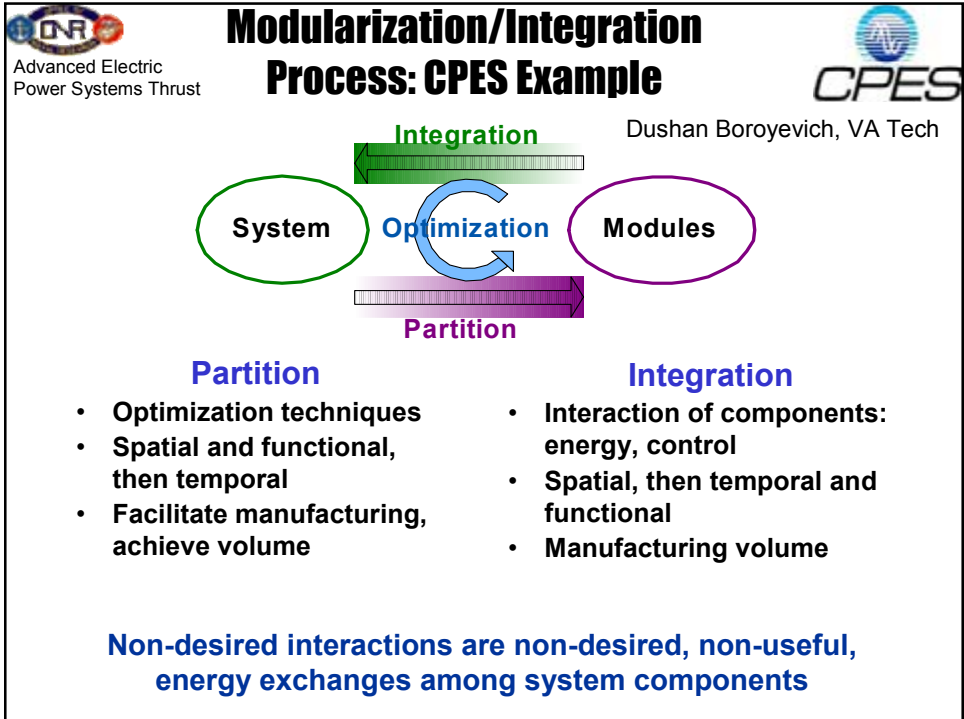 ONR
Advanced Electric
Power Systems Thrust
Modularization/Integration
Process: CPES Example
CPES
Dushan Boroyevich, VA Tech
Integration
System
Optimization
Modules
Partition
Partition
• Optimization techniques
• Spatial and functional,
then temporal
• Facilitate manufacturing,
achieve volume
Integration
• Interaction of components:
energy, control
• Spatial, then temporal and
functional
• Manufacturing volume
Non-desired interactions are non-desired, non-useful,
energy exchanges among system components